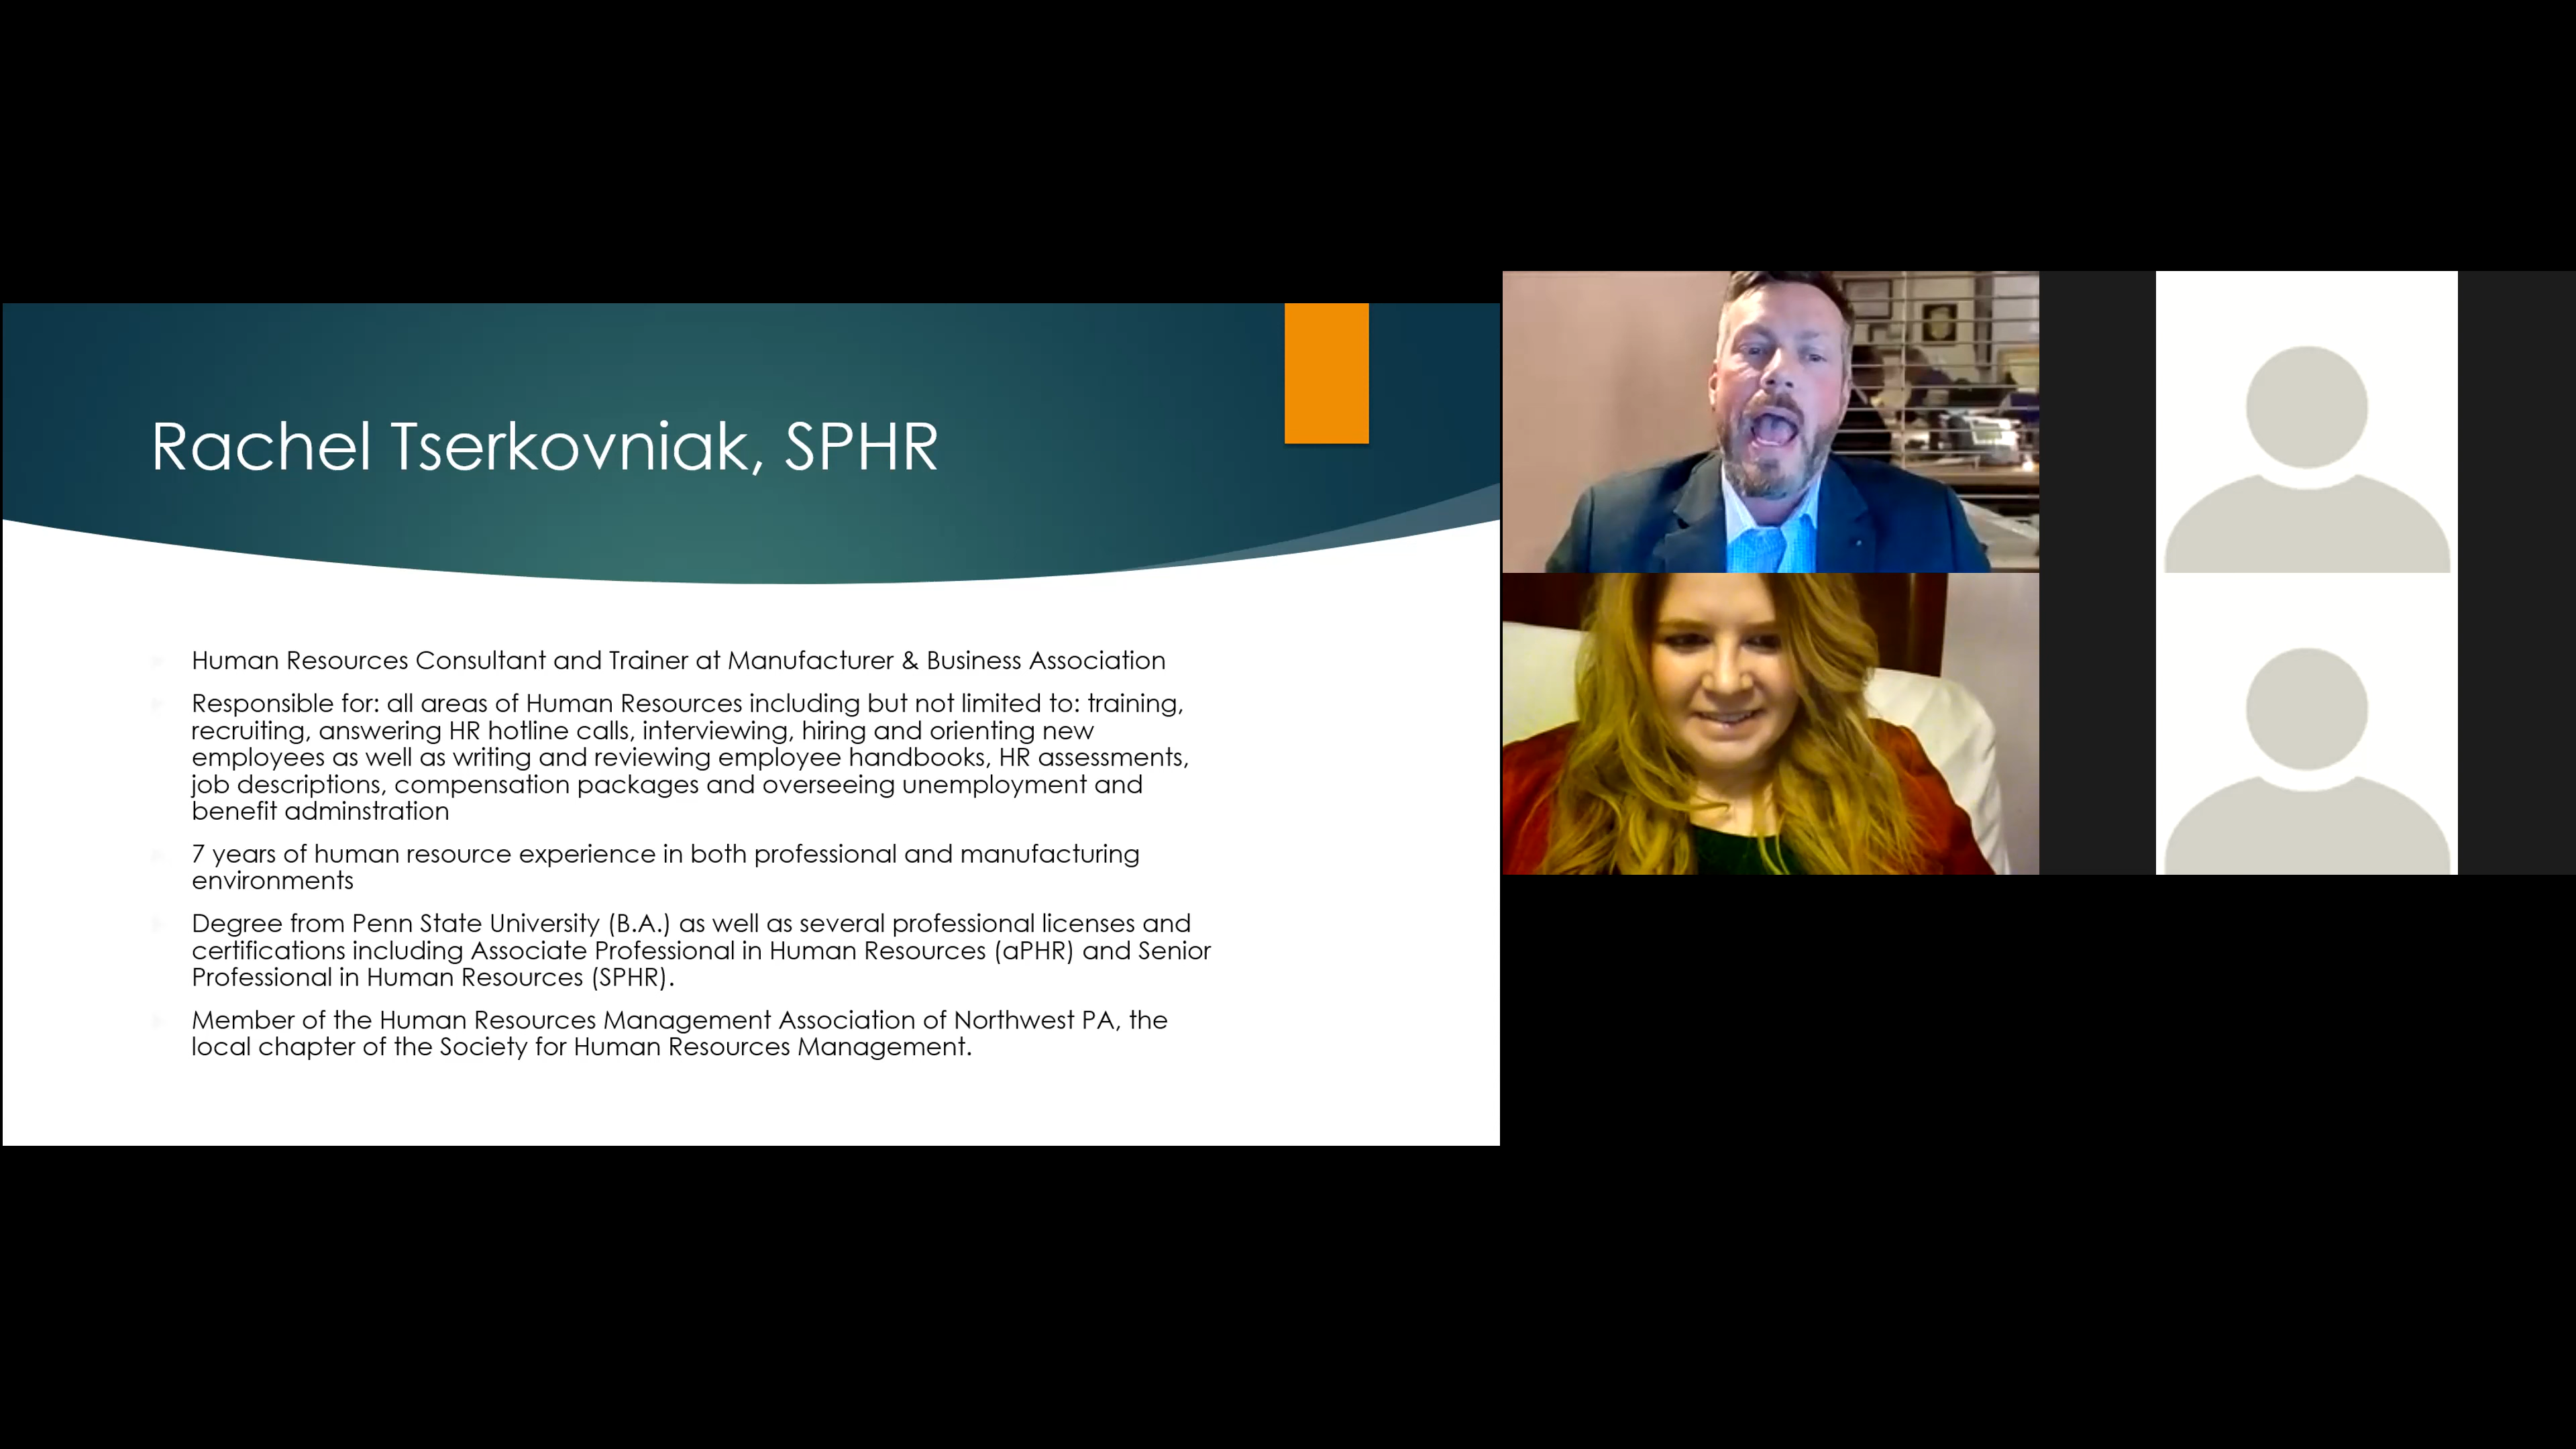 Rachel Tserkovniak, SPHR
Human Resources Consultant and Trainer at Manufacturer & Business Association
Responsible for: all areas of Human Resources including but not limited to: training,
recruiting, answering HR hotline calls, interviewing, hiring and orienting new
employees as well as writing and reviewing employee handbooks, HR assessments,
job descriptions, compensation packages and overseeing unemployment and
benefit adminstration
7 years of human resource experience in both professional and manufacturing
environments
Degree from Penn State University (B.A.) as well as several professional licenses and
certifications including Associate Professional in Human Resources (aPHR) and Senior
Professional in Human Resources (SPHR).
Member of the Human Resources Management Association of Northwest PA, the
local chapter of the Society for Human Resources Management.